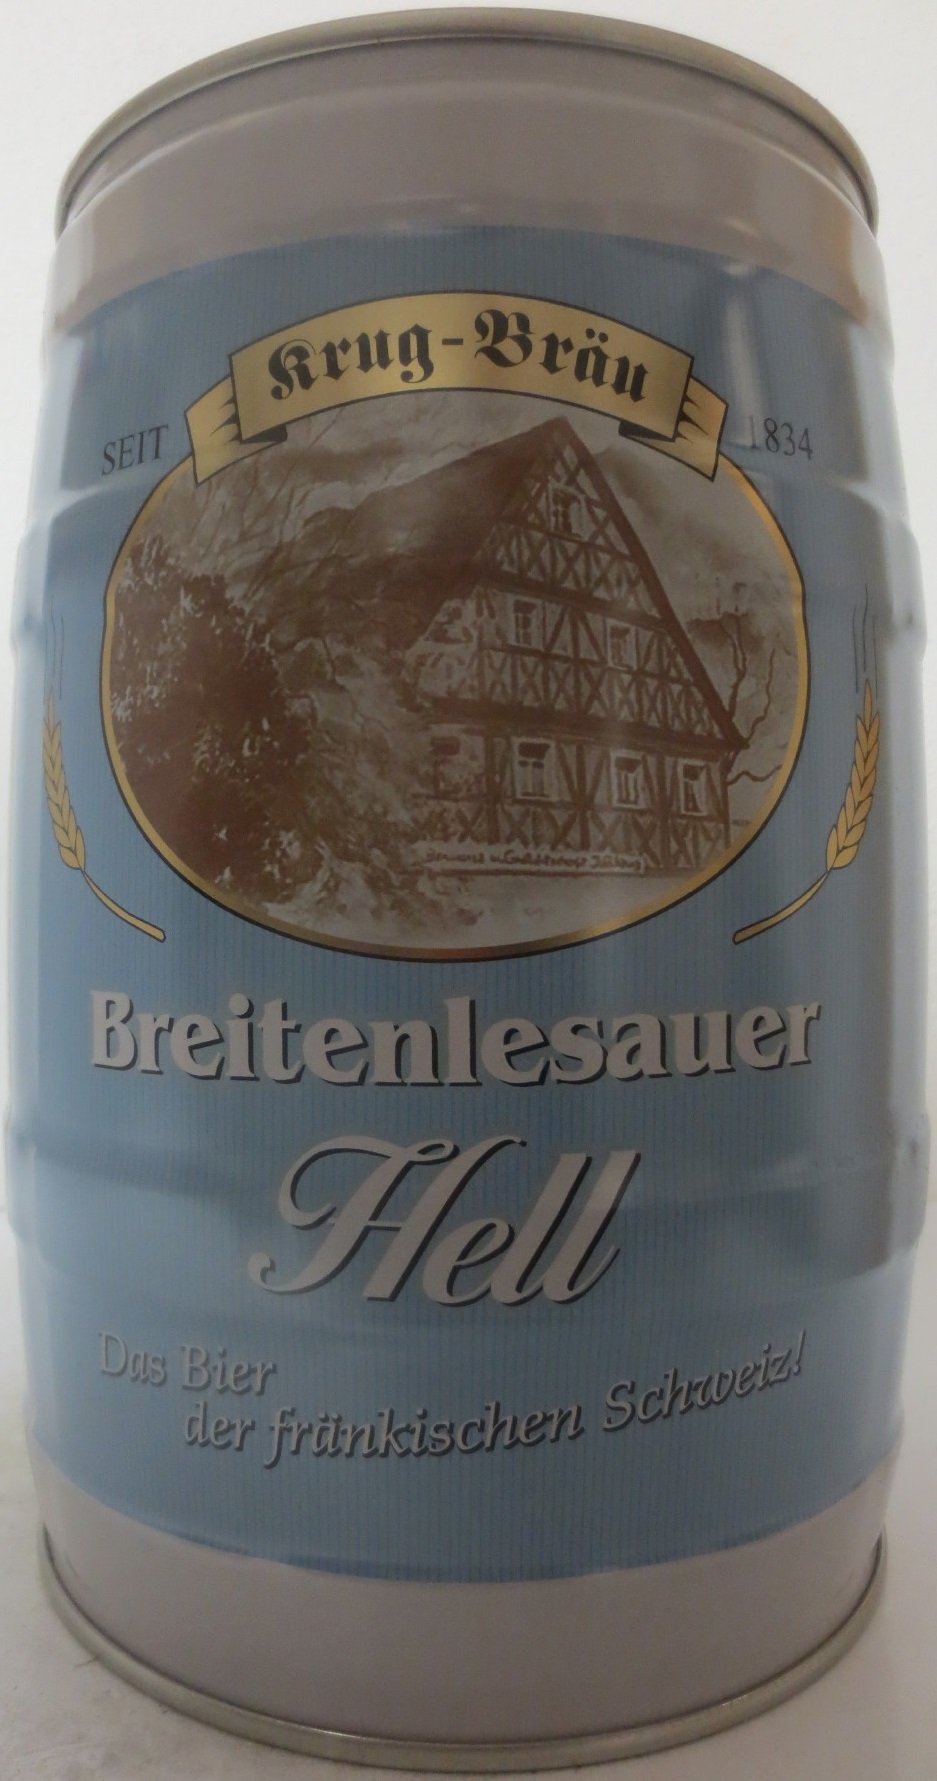 Krug-Bräu
SEIT 1834
Breitenlesauer
Hell
Das Bier
der fränkischen Schweiz!